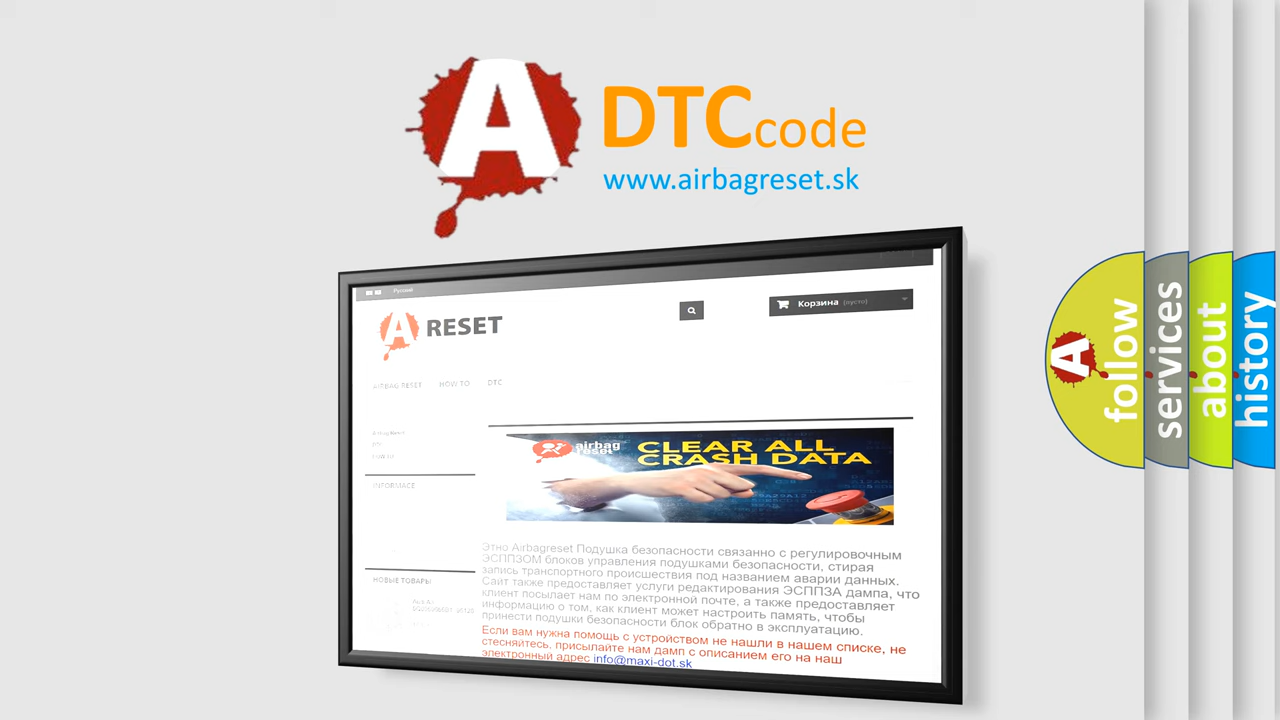 A
DTCcode
www.airbagreset.sk
Русский
A RESET
Корзина (пусто)
AIRBAG RESET HOW TO DTC
Airbag Reset
DTC
INFORMACE
airbag
reset
CLEAR ALL
CRASH DATA
Этно Airbagreset Подушка безопасности связанно с регулировочным
ЭСППЗОМ блоков управления подушками безопасности, стирая
запись транспортного происшествия под названием аварии данных.
Сайт также предоставляет услуги редактирования ЭСППЗА дампа, что
клиент посылает нам по электронной почте, а также предоставляет
информацию о том, как клиент может настроить память, чтобы
принести подушки безопасности блок обратно в эксплуатацию.
Если вам нужна помощь с устройством не нашли в нашем списке, не
стесняйтесь, присылайте нам дамп с описанием его на наш
электронный адрес info@maxi-dot.sk
НОВЫЕ ТОВАРЫ
A
follow
services
about
history